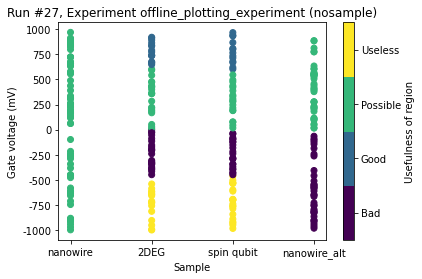 Run #27, Experiment offline_plotting_experiment (nosample)
Gate voltage (mV)
1000
750
500
250
0
-250
-500
-750
-1000
nanowire
2DEG
spin qubit
nanowire_alt
Sample
Useless
Possible
Good
Bad
Usefulness of region